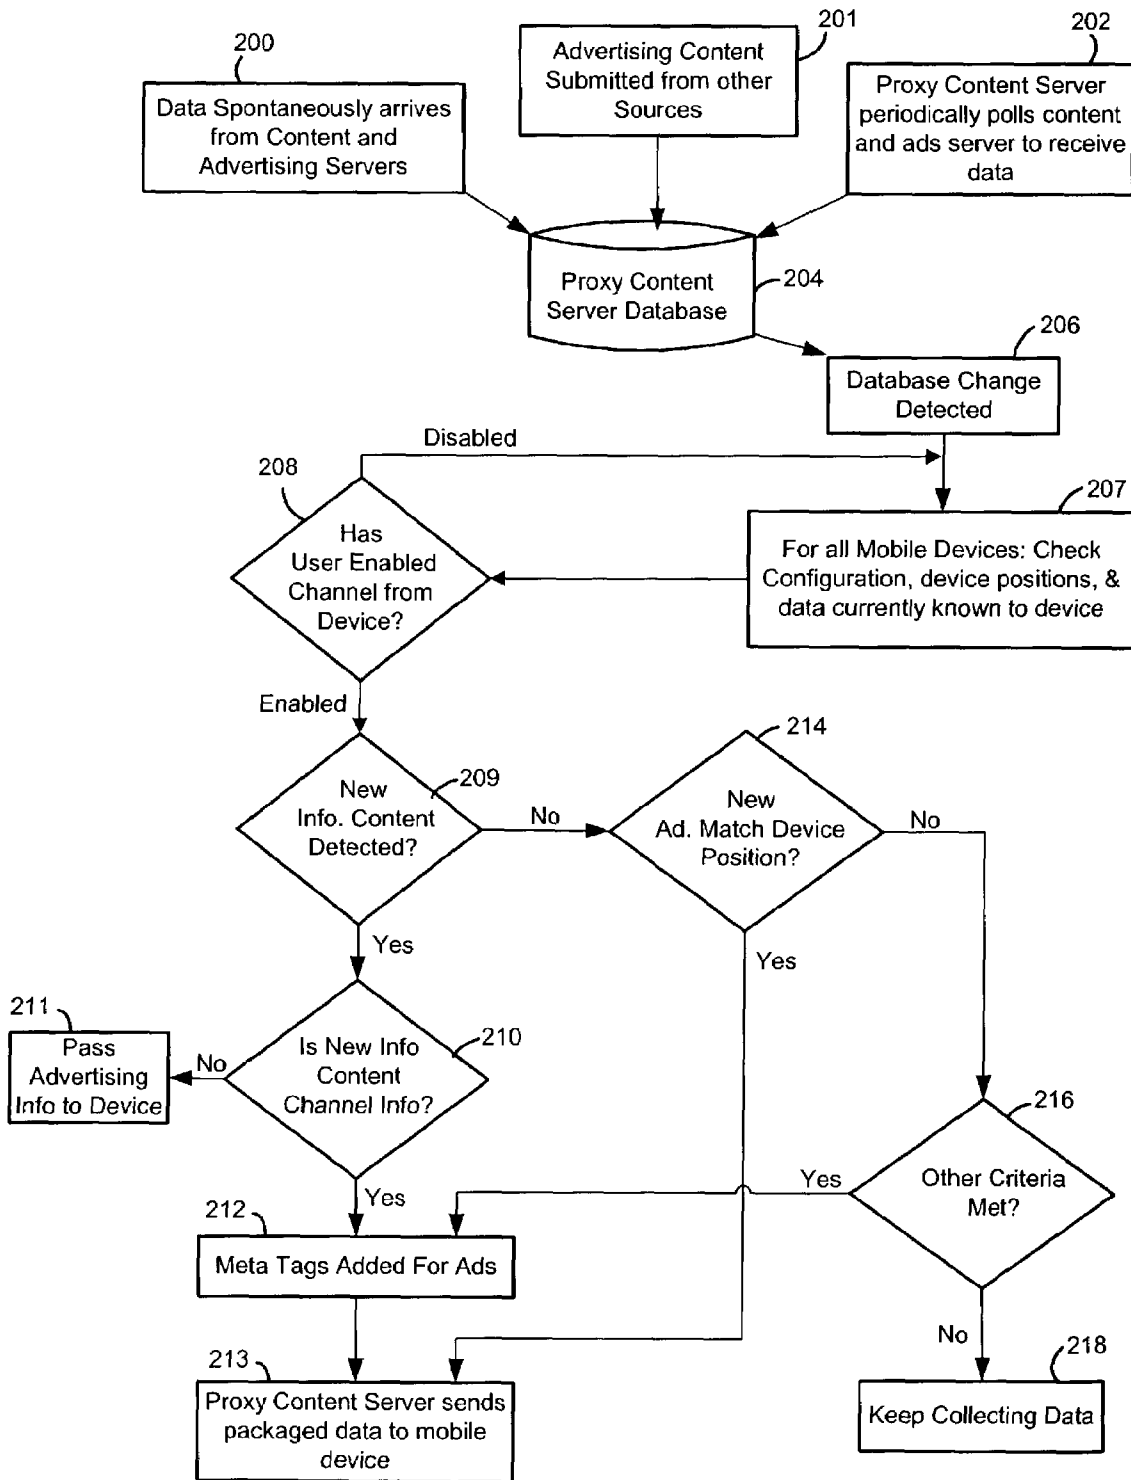 200
Data Spontaneously arrives
from Content and
Advertising Servers
201
Advertising Content
Submitted from other
Sources
202
Proxy Content Server
periodically polls content
and ads server to receive
data
Proxy Content
Server Database
204
206
Database Change
Detected
Disabled
208
Has
User Enabled
Channel from
Device?
207
For all Mobile Devices: Check
Configuration, device positions, &
data currently known to device
Enabled
209
New
Info. Content
Detected?
No
214
New
Ad. Match Device
Position?
No
Yes
Yes
211
Pass
Advertising
Info to Device
No
210
Is New Info
Content
Channel Info?
216
Other Criteria
Met?
Yes
Yes
212
Meta Tags Added For Ads
No
213
Proxy Content Server sends
packaged data to mobile
device
218
Keep Collecting Data